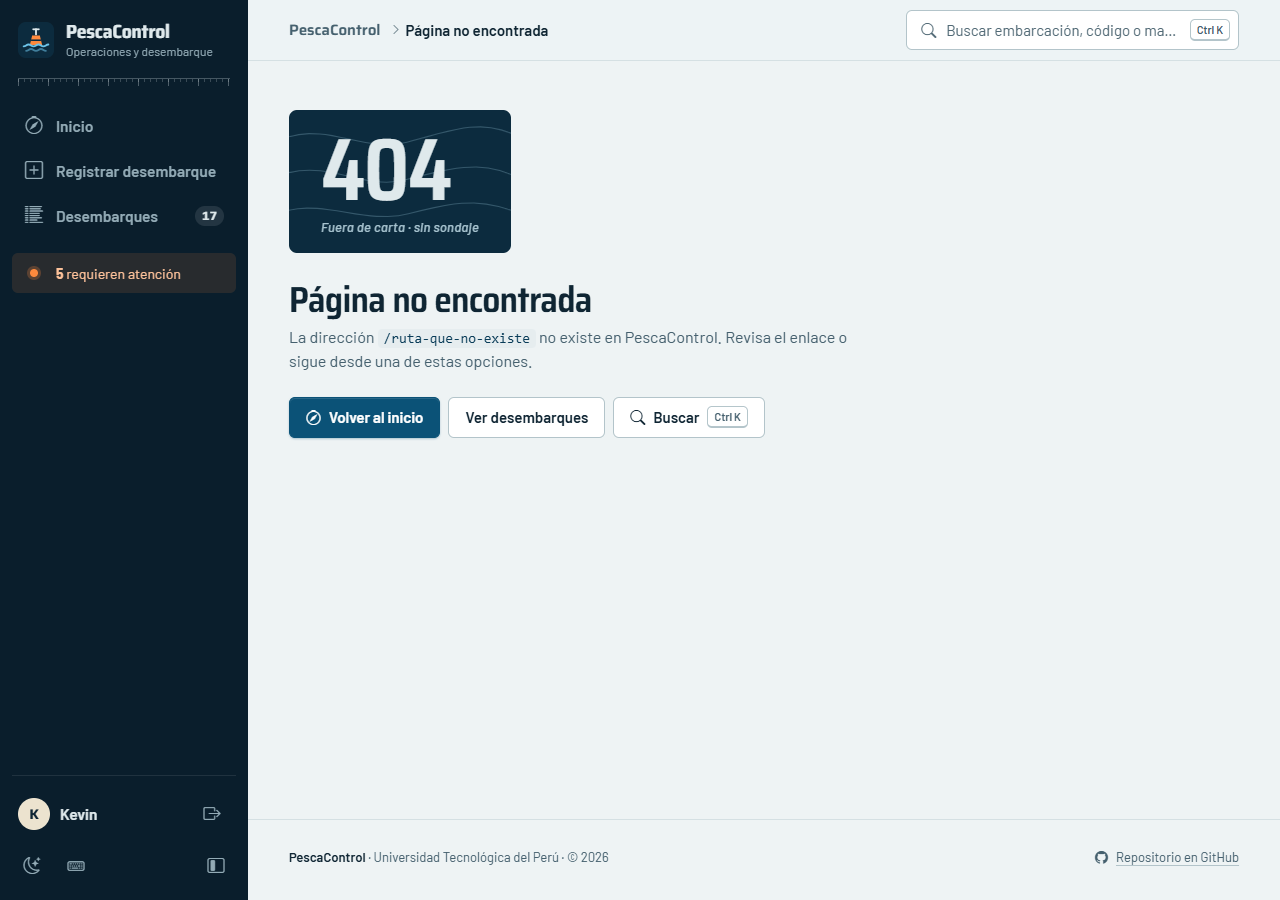 PescaControl
Operaciones y desembarque
Inicio
Registrar desembarque
Desembarques 17
5 requieren atención
Kevin
K
PescaControl > Página no encontrada
Buscar embarcación, código o ma... Ctrl K
404
Fuera de carta · sin sondaje
Página no encontrada
La dirección /ruta-que-no-existe no existe en PescaControl. Revisa el enlace o
sigue desde una de estas opciones.
Volver al inicio
Ver desembarques
Buscar Ctrl K
PescaControl · Universidad Tecnológica del Perú · © 2026
Repositorio en GitHub